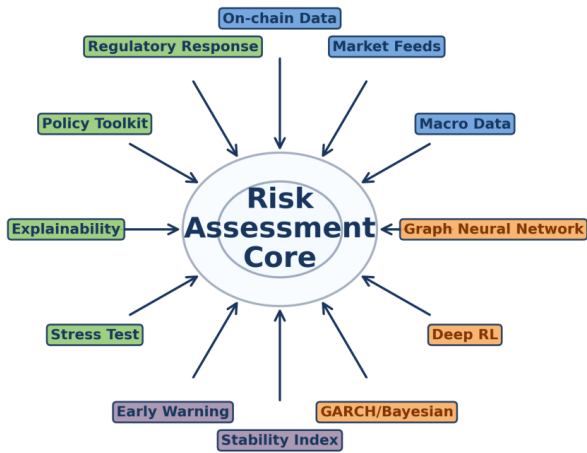 On-chain Data
Regulatory Response
Market Feeds
Policy Toolkit
Macro Data
Risk
Assessment
Core
Explainability
Graph Neural Network
Stress Test
Deep RL
Early Warning
GARCH/Bayesian
Stability Index